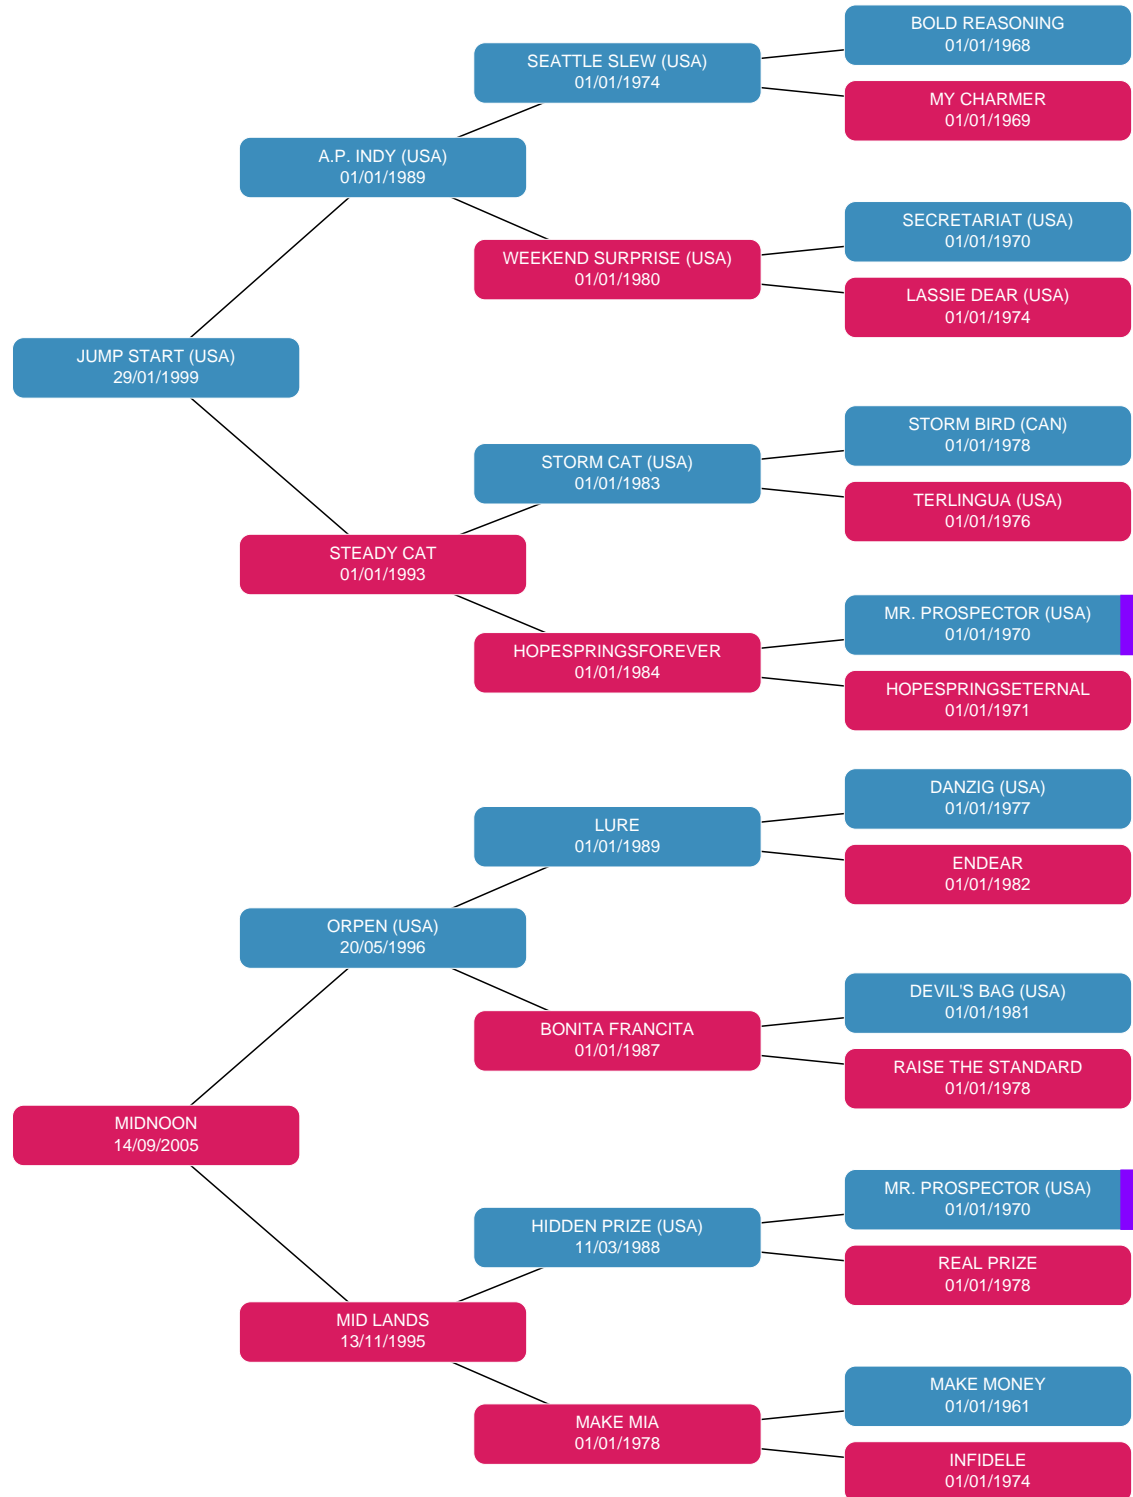 BOLD REASONING
01/01/1968
SEATTLE SLEW (USA)
01/01/1974
MY CHARMER
01/01/1969
A.P. INDY (USA)
01/01/1989
SECRETARIAT (USA)
01/01/1970
WEEKEND SURPRISE (USA)
01/01/1980
LASSIE DEAR (USA)
01/01/1974
JUMP START (USA)
29/01/1999
STORM BIRD (CAN)
01/01/1978
STORM CAT (USA)
01/01/1983
TERLINGUA (USA)
01/01/1976
STEADY CAT
01/01/1993
MR. PROSPECTOR (USA)
01/01/1970
HOPESPRINGSFOREVER
01/01/1984
HOPESPRINGSETERNAL
01/01/1971
DANZIG (USA)
01/01/1977
LURE
01/01/1989
ENDEAR
01/01/1982
ORPEN (USA)
20/05/1996
DEVIL'S BAG (USA)
01/01/1981
BONITA FRANCITA
01/01/1987
RAISE THE STANDARD
01/01/1978
MIDNOON
14/09/2005
MR. PROSPECTOR (USA)
01/01/1970
HIDDEN PRIZE (USA)
11/03/1988
REAL PRIZE
01/01/1978
MID LANDS
13/11/1995
MAKE MONEY
01/01/1961
MAKE MIA
01/01/1978
INFIDELE
01/01/1974